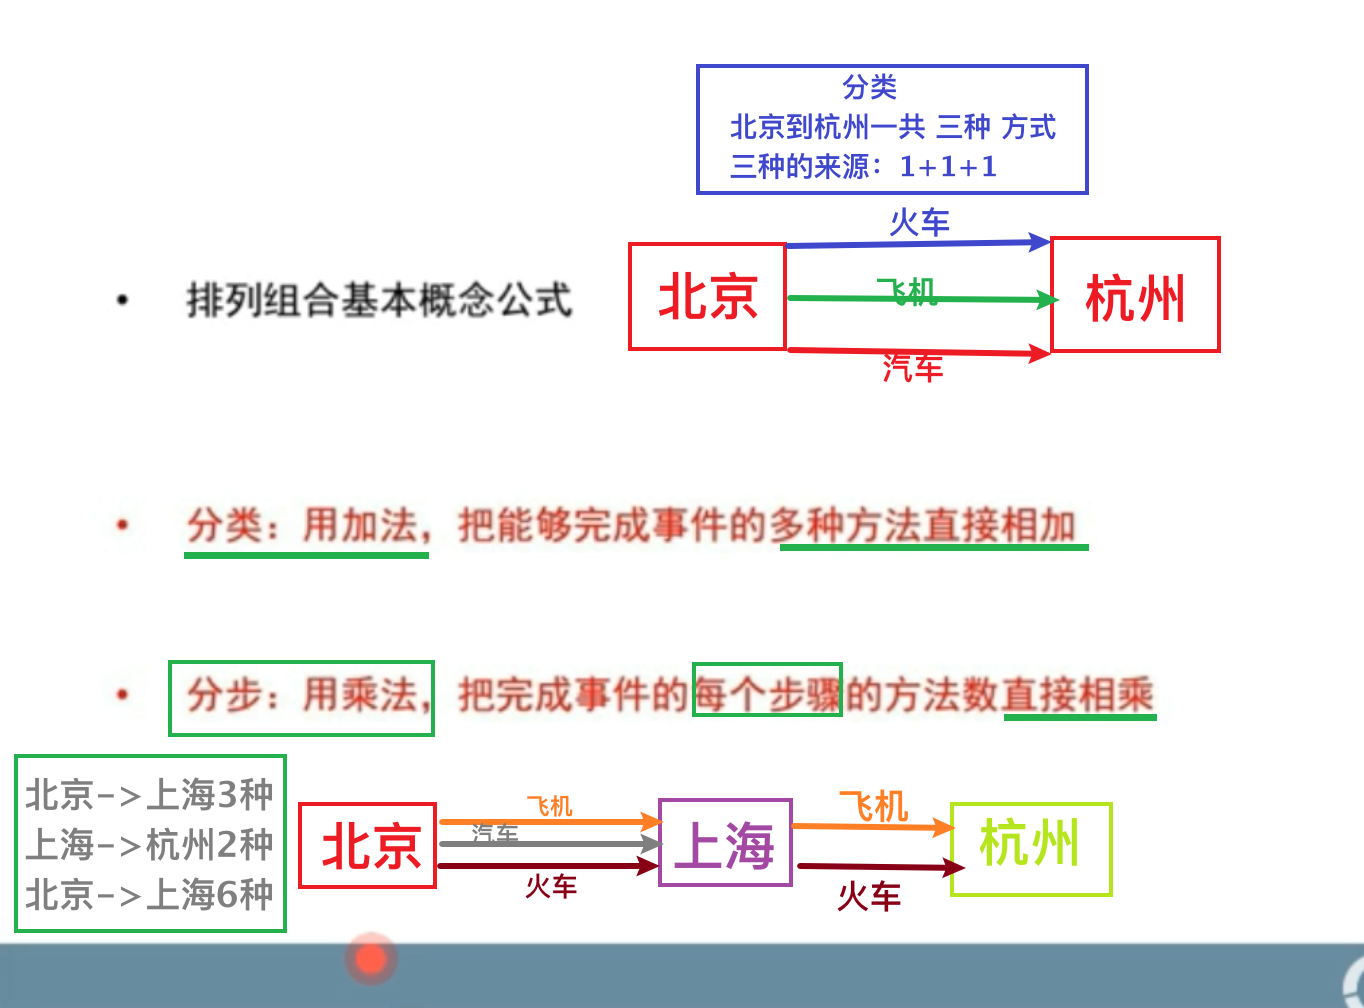 分类
北京到杭州一共 三种 方式
三种的来源：1+1+1
火车
北京
飞机
杭州
汽车
• 排列组合基本概念公式
• 分类：用加法，把能够完成事件的多种方法直接相加
• 分步：用乘法，把完成事件的每个步骤的方法数直接相乘
北京->上海3种
上海->杭州2种
北京->上海6种
北京
飞机
汽车
火车
上海
飞机
火车
杭州